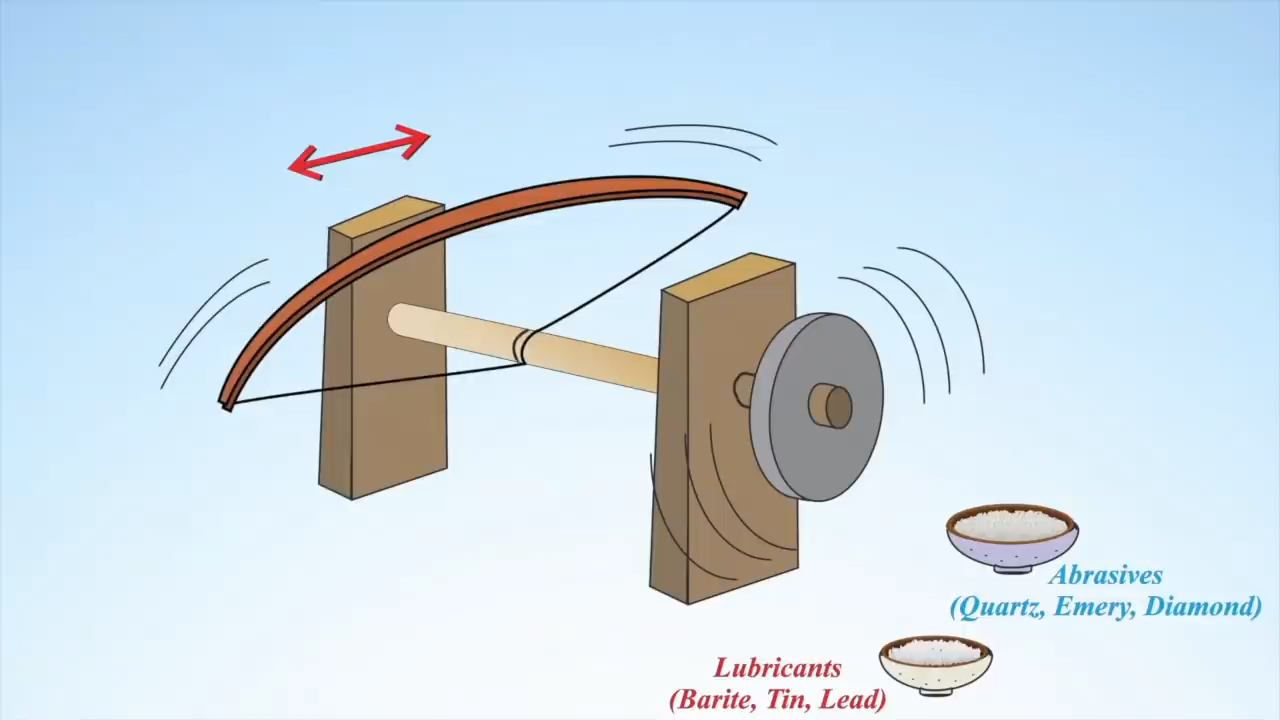 Abrasives
(Quartz, Emery, Diamond)
Lubricants
(Barite, Tin, Lead)